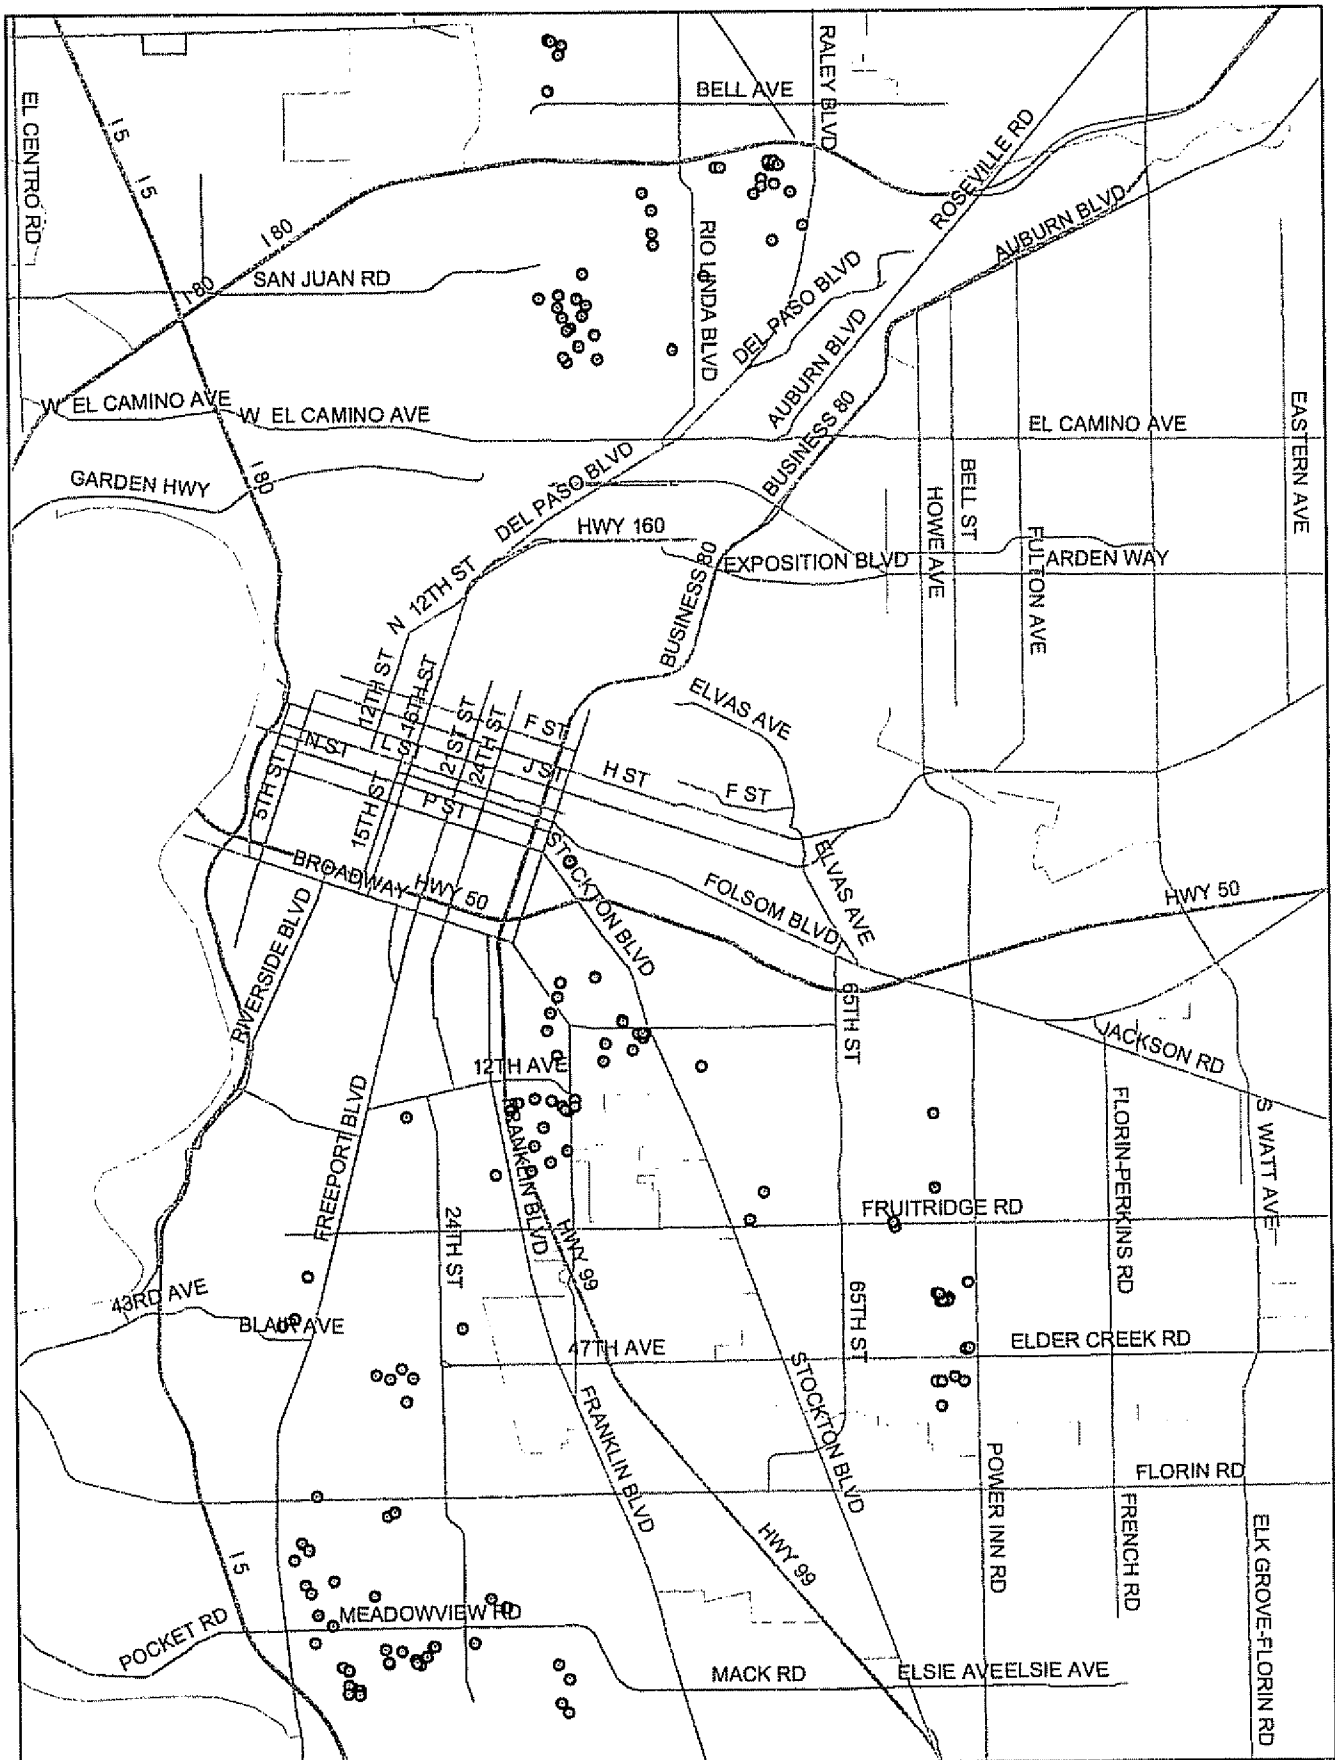 RALEY BLVD
BELL AVE
EL CENTRO RD
I 5
I 5
ROSEVILLE RD
AUBURN BLVD
I 80
RIO LINDA BLVD
SAN JUAN RD
I 80
DEL PASO BLVD
AUBURN BLVD
BUSINESS 80
W EL CAMINO AVE
W EL CAMINO AVE
EL CAMINO AVE
EASTERN AVE
GARDEN HWY
I 80
DEL PASO BLVD
BELL ST
HOWE AVE
HWY 160
FULTON AVE
EXPOSITION BLVD
ARDEN WAY
BUSINESS 80
N 12TH ST
12TH ST
16TH ST
21ST ST
24TH ST
F ST
ELVAS AVE
N ST
L ST
J ST
H ST
F ST
5TH ST
15TH ST
P ST
STOCKTON BLVD
BROADWAY
HWY 50
FOLSOM BLVD
ELVAS AVE
HWY 50
RIVERSIDE BLVD
65TH ST
JACKSON RD
12TH AVE
FREEPORT BLVD
FRANKLIN BLVD
FLORIN-PERKINS RD
S WATT AVE
FRUITRIDGE RD
24TH ST
HWY 99
43RD AVE
BLAIR AVE
47TH AVE
65TH ST
ELDER CREEK RD
STOCKTON BLVD
FRANKLIN BLVD
POWER INN RD
FLORIN RD
FRENCH RD
ELK GROVE-FLORIN RD
I 5
HWY 99
MEADOWVIEW RD
POCKET RD
MACK RD
ELSIE AVE
ELSIE AVE